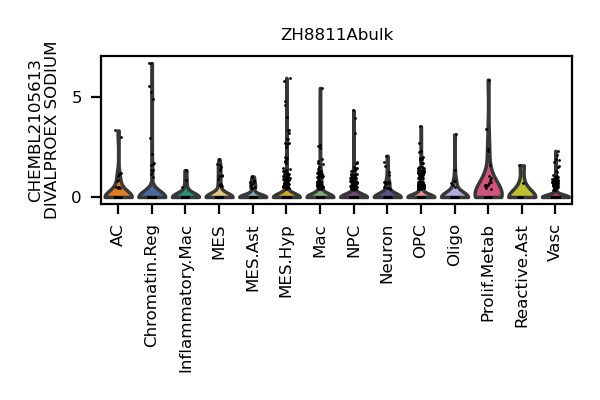 ZH8811Abulk
CHEMBL2105613
DIVALPROEX SODIUM
5
0
AC
Chromatin.Reg
Inflammatory.Mac
MES
MES.Ast
MES.Hyp
Mac
NPC
Neuron
OPC
Oligo
Prolif.Metab
Reactive.Ast
Vasc